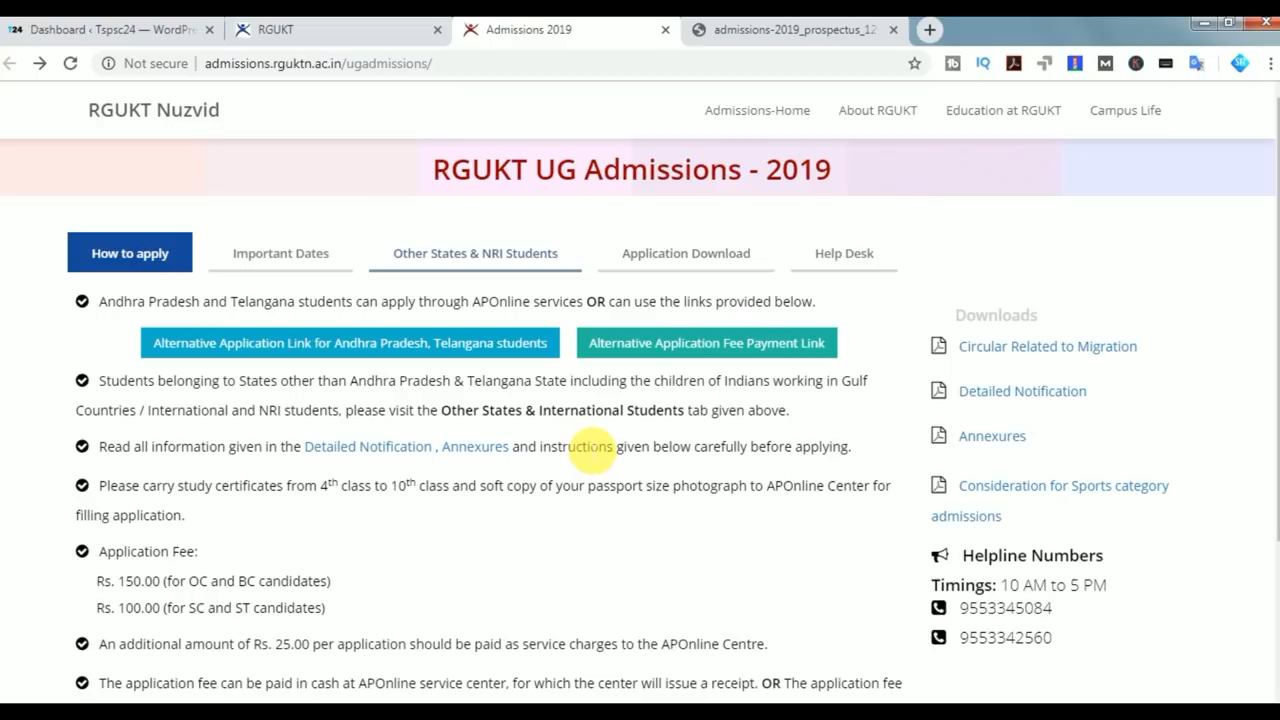 T24 Dashboard ‹ Tspsc24 — WordPre
RGUKT
Admissions 2019
admissions-2019_prospectus_12
Not secure | admissions.rguktn.ac.in/ugadmissions/
RGUKT Nuzvid
Admissions-Home
About RGUKT
Education at RGUKT
Campus Life
RGUKT UG Admissions - 2019
How to apply
Important Dates
Other States & NRI Students
Application Download
Help Desk
Andhra Pradesh and Telangana students can apply through APOnline services OR can use the links provided below.
Alternative Application Link for Andhra Pradesh, Telangana students
Alternative Application Fee Payment Link
Students belonging to States other than Andhra Pradesh & Telangana State including the children of Indians working in Gulf
Countries / International and NRI students, please visit the Other States & International Students tab given above.
Read all information given in the Detailed Notification , Annexures and instructions given below carefully before applying.
Please carry study certificates from 4th class to 10th class and soft copy of your passport size photograph to APOnline Center for
filling application.
Application Fee:
Rs. 150.00 (for OC and BC candidates)
Rs. 100.00 (for SC and ST candidates)
An additional amount of Rs. 25.00 per application should be paid as service charges to the APOnline Centre.
The application fee can be paid in cash at APOnline service center, for which the center will issue a receipt. OR The application fee
Downloads
Circular Related to Migration
Detailed Notification
Annexures
Consideration for Sports category
admissions
Helpline Numbers
Timings: 10 AM to 5 PM
9553345084
9553342560